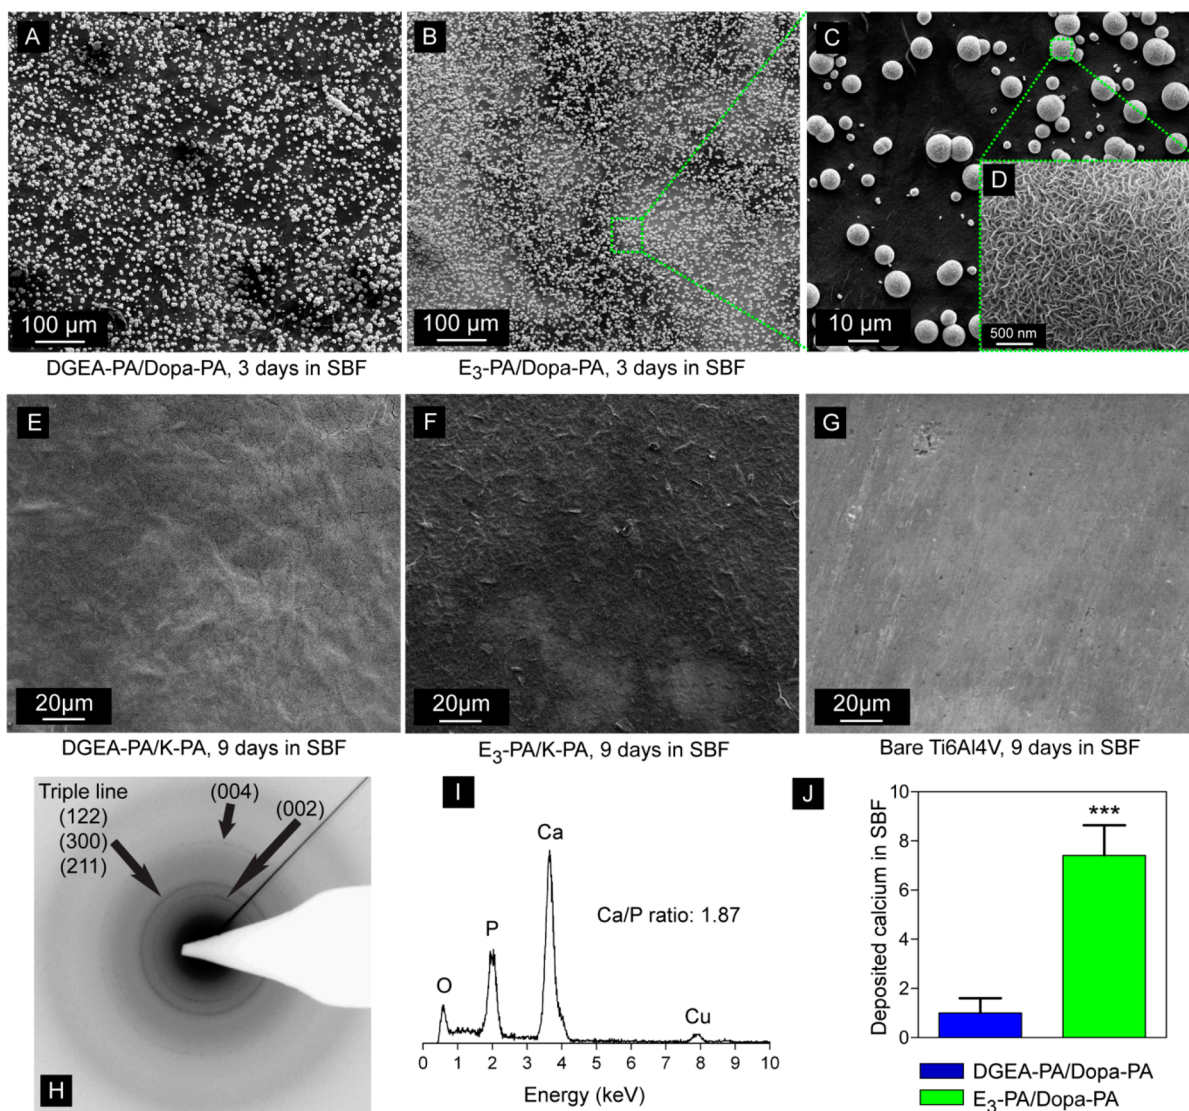 A
100 µm
DGEA-PA/Dopa-PA, 3 days in SBF
B
100 µm
E₃-PA/Dopa-PA, 3 days in SBF
C
10 µm
D
500 nm
E
20µm
DGEA-PA/K-PA, 9 days in SBF
F
20µm
E₃-PA/K-PA, 9 days in SBF
G
20µm
Bare Ti6Al4V, 9 days in SBF
H
Triple line
(122)
(300)
(211)
(004)
(002)
I
O
P
Ca
Cu
Ca/P ratio: 1.87
0 1 2 3 4 5 6 7 8 9 10
Energy (keV)
J
Deposited calcium in SBF
10
8
6
4
2
0
***
DGEA-PA/Dopa-PA
E₃-PA/Dopa-PA